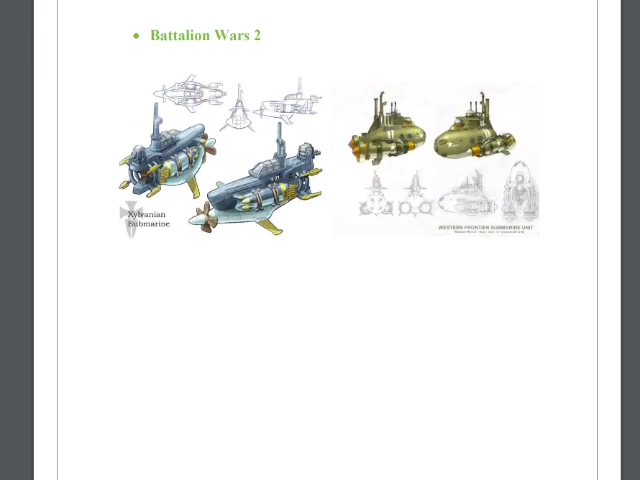 Battalion Wars 2
Xylvanian
Submarine
WESTERN FRONTIER SUBMARINE UNIT